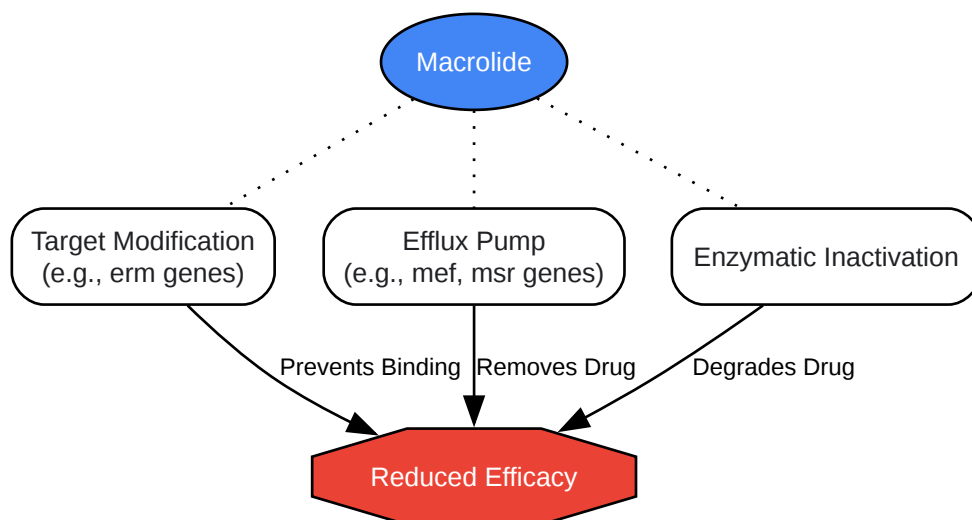 Macrolide
Target Modification
(e.g., erm genes)
Efflux Pump
(e.g., mef, msr genes)
Enzymatic Inactivation
Prevents Binding
Removes Drug
Degrades Drug
Reduced Efficacy